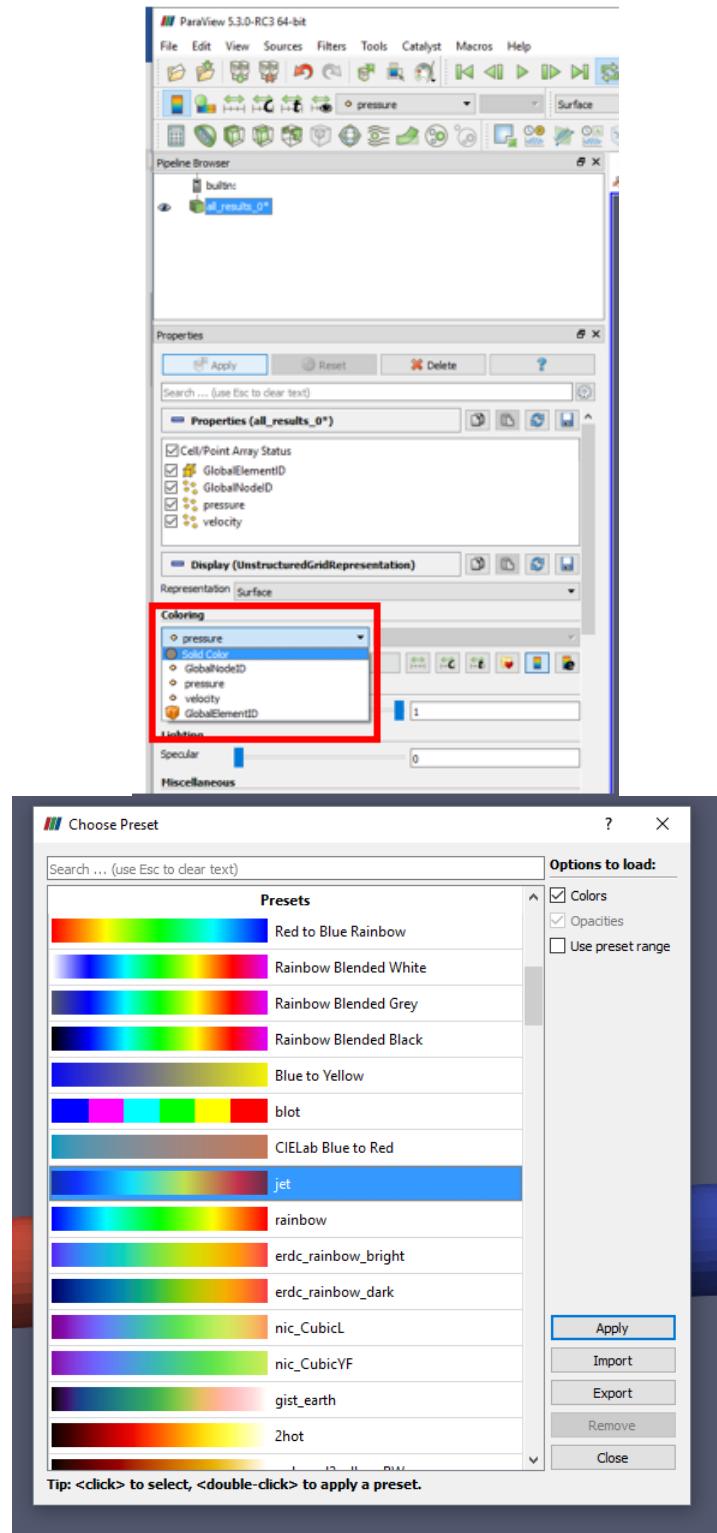 ParaView 5.3.0-RC3 64-bit
File Edit View Sources Filters Tools Catalyst Macros Help
pressure Surface
Pipeline Browser
builtin:
all_results_0*
Properties
Apply Reset Delete ?
Search ... (use Esc to clear text)
Properties (all_results_0*)
Cell/Point Array Status
GlobalElementID
GlobalNodeID
pressure
velocity
Display (UnstructuredGridRepresentation)
Representation Surface
Coloring
pressure
Solid Color
GlobalNodeID
pressure
velocity
GlobalElementID
1
Lighting
Specular 0
Miscellaneous
Choose Preset ?
Search ... (use Esc to clear text) Options to load:
Presets
Colors
Opacities
Use preset range
Red to Blue Rainbow
Rainbow Blended White
Rainbow Blended Grey
Rainbow Blended Black
Blue to Yellow
blot
CIELab Blue to Red
jet
rainbow
erdc_rainbow_bright
erdc_rainbow_dark
nic_CubicL
nic_CubicYF
gist_earth
2hot
Apply
Import
Export
Remove
Close
Tip: <click> to select, <double-click> to apply a preset.